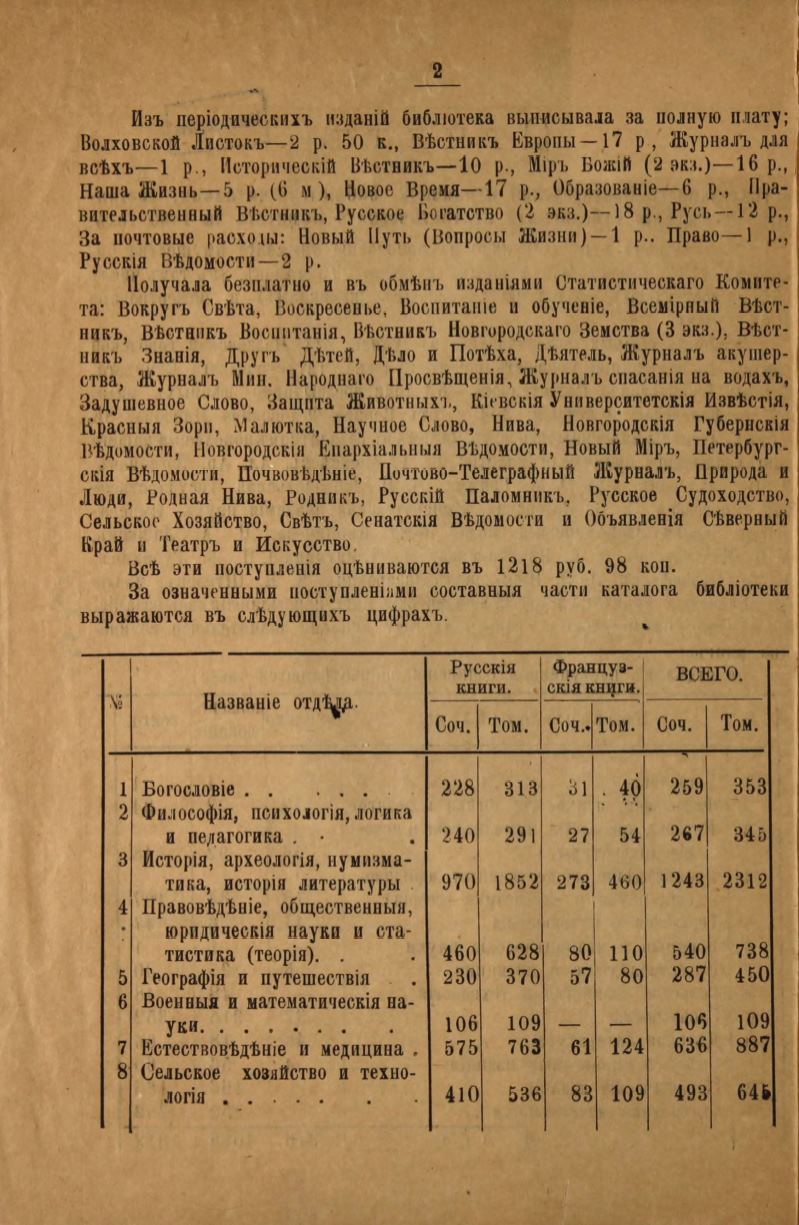 2
Изъ періодическихъ изданій библіотека выписывала за полную плату;
Волховской Листокъ—2 р. 50 к., Вѣстникъ Европы—17 р , Журналъ для
всѣхъ—1 р., Историческій Вѣстникъ—10 р., Міръ Божій (2 экз.)—16 р.,
Наша Жизнь—5 р. (6 м ), Новое Время—17 р., Образованіе—6 р., Пра-
вительственный Вѣстникъ, Русское Богатство (2 экз.)—18 р., Русь—12 р.,
За почтовые расходы: Новый Путь (Вопросы Жизни)—1 р.. Право—1 р.,
Русскія Вѣдомости—2 р.
Получала безплатно и въ обмѣнъ изданіями Статистическаго Комите-
та: Вокругъ Свѣта, Воскресенье, Воспитаніе и обученіе, Всемірный Вѣст-
никъ, Вѣстникъ Воспитанія, Вѣстникъ Новгородскаго Земства (3 экз.), Вѣст-
никъ Знанія, Другъ Дѣтей, Дѣло и Потѣха, Дѣятель, Журналъ акушер-
ства, Журналъ Мин. Народнаго Просвѣщенія, Журналъ спасанія на водахъ,
Задушевное Слово, Защита Животныхъ, Кіевскія Университетскія Извѣстія,
Красныя Зори, Малютка, Научное Слово, Нива, Новгородскія Губернскія
Вѣдомости, Новгородскія Епархіальныя Вѣдомости, Новый Міръ, Петербург-
скія Вѣдомости, Почвовѣдѣніе, Почтово-Телеграфный Журналъ, Природа и
Люди, Родная Нива, Родникъ, Русскій Паломникъ, Русское Судоходство,
Сельское Хозяйство, Свѣтъ, Сенатскія Вѣдомости и Объявленія Сѣверный
Край и Театръ и Искусство.
Всѣ эти поступленія оцѣниваются въ 1218 руб. 98 коп.
За означенными поступленіями составныя части каталога библіотеки
выражаются въ слѣдующихъ цифрахъ.
№ Названіе отдѣла. Русскія книги. Француз-скія книги. ВСЕГО.
Соч. Том. Соч. Том. Соч. Том.
1 Богословіе . . . . . . 228 313 31 40 259 353
2 Философія, психологія, логика
и педагогика . . . 240 291 27 54 267 345
3 Исторія, археологія, нумизма-
тика, исторія литературы . 970 1852 273 460 1243 2312
4 Правовѣдѣніе, общественныя,
юридическія науки и ста-
тистика (теорія). . . 460 628 80 110 540 738
5 Географія и путешествія . 230 370 57 80 287 450
6 Военныя и математическія на-
уки. . . . . . . . 106 109 — — 106 109
7 Естествовѣдѣніе и медицина . 575 763 61 124 636 887
8 Сельское хозяйство и техно-
логія . . . . . . . 410 536 83 109 493 645